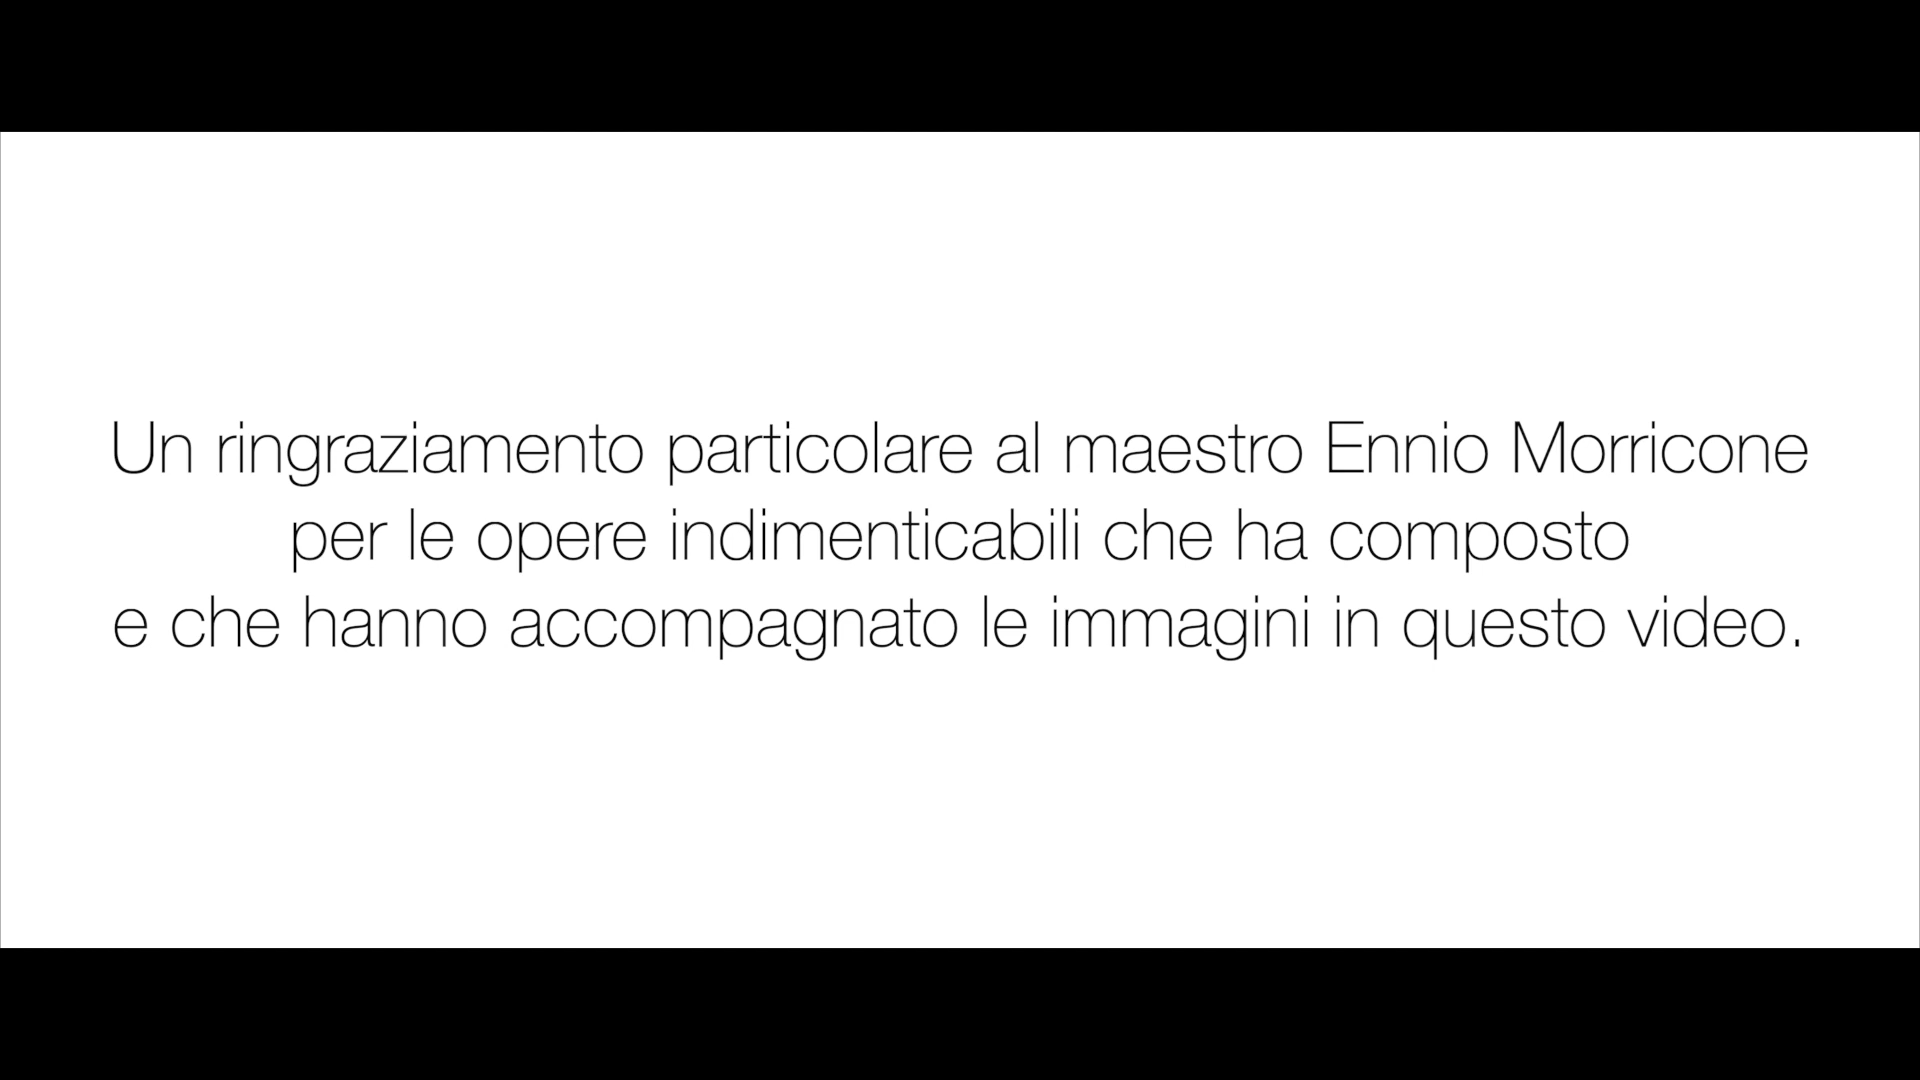 Un ringraziamento particolare al maestro Ennio Morricone
per le opere indimenticabili che ha composto
e che hanno accompagnato le immagini in questo video.